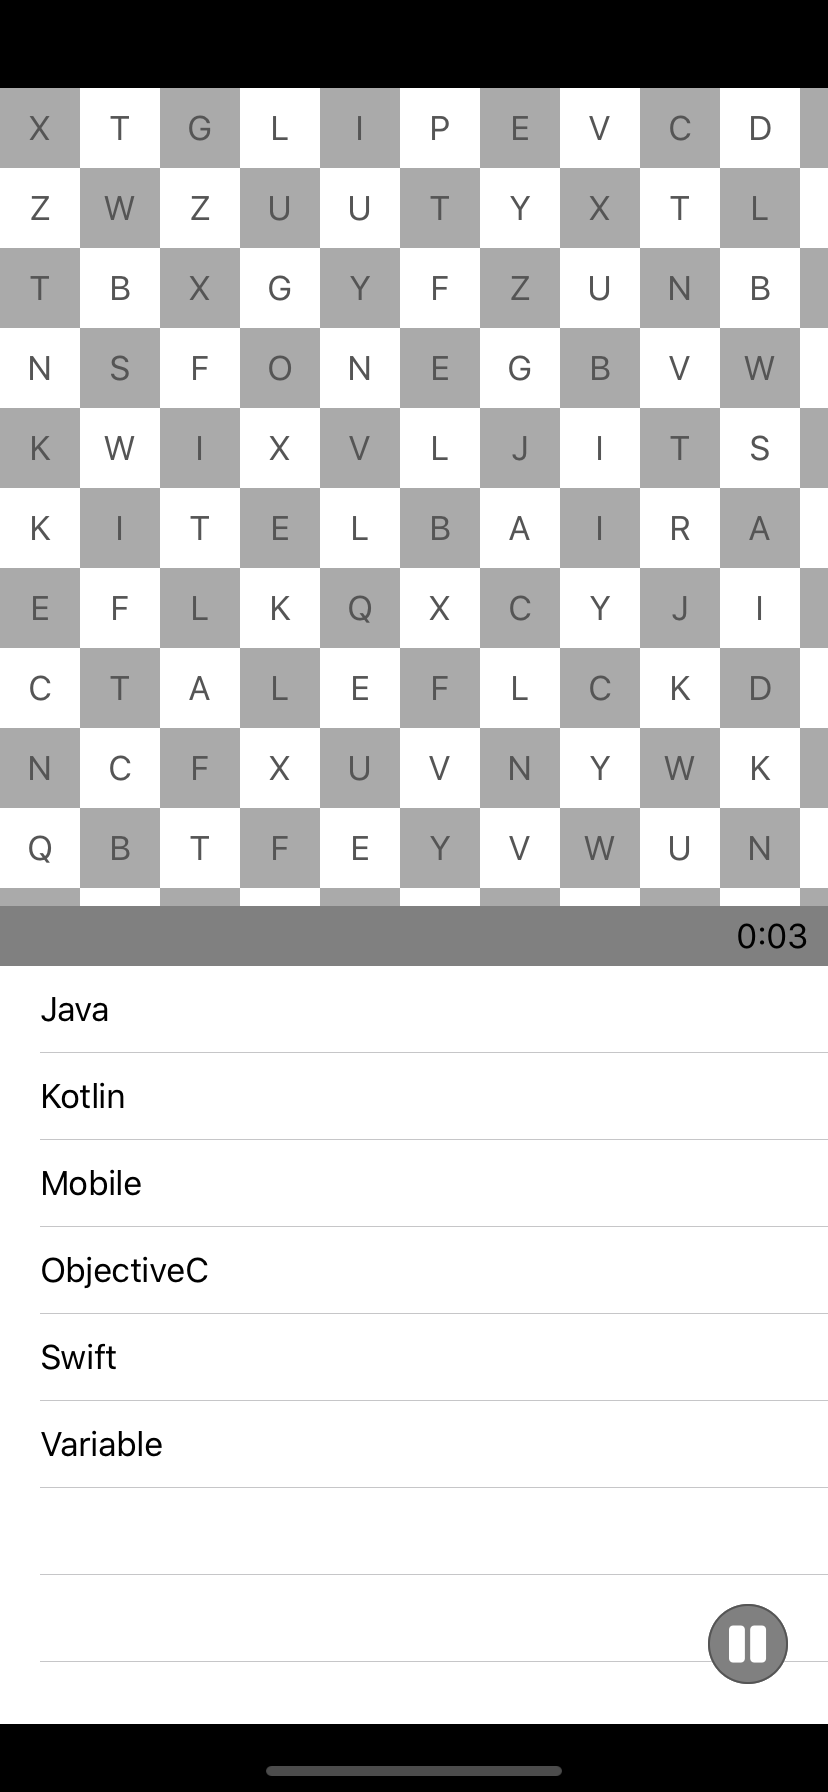 X T G L I P E V C D
Z W Z U U T Y X T L
T B X G Y F Z U N B
N S F O N E G B V W
K W I X V L J I T S
K I T E L B A I R A
E F L K Q X C Y J I
C T A L E F L C K D
N C F X U V N Y W K
Q B T F E Y V W U N
0:03
Java
Kotlin
Mobile
ObjectiveC
Swift
Variable